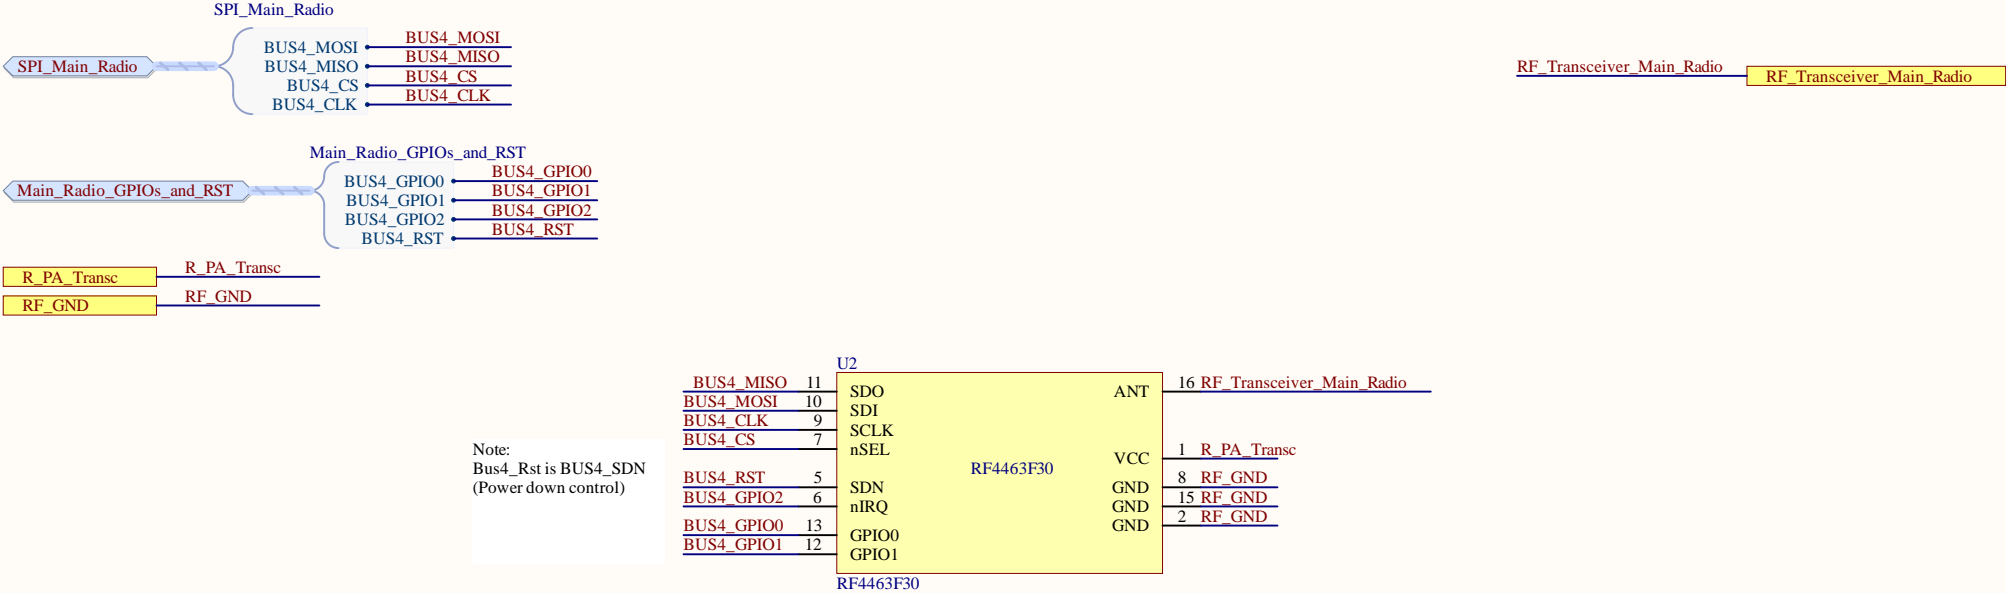 SPI_Main_Radio
SPI_Main_Radio
BUS4_MOSI BUS4_MOSI
BUS4_MISO BUS4_MISO
BUS4_CS BUS4_CS
BUS4_CLK BUS4_CLK
RF_Transceiver_Main_Radio RF_Transceiver_Main_Radio
Main_Radio_GPIOs_and_RST
Main_Radio_GPIOs_and_RST
BUS4_GPIO0 BUS4_GPIO0
BUS4_GPIO1 BUS4_GPIO1
BUS4_GPIO2 BUS4_GPIO2
BUS4_RST BUS4_RST
R_PA_Transc R_PA_Transc
RF_GND RF_GND
Note:
Bus4_Rst is BUS4_SDN
(Power down control)
U2
BUS4_MISO 11 SDO
BUS4_MOSI 10 SDI
BUS4_CLK 9 SCLK
BUS4_CS 7 nSEL
BUS4_RST 5 SDN
BUS4_GPIO2 6 nIRQ
BUS4_GPIO0 13 GPIO0
BUS4_GPIO1 12 GPIO1
RF4463F30
ANT 16 RF_Transceiver_Main_Radio
VCC 1 R_PA_Transc
GND 8 RF_GND
GND 15 RF_GND
GND 2 RF_GND
RF4463F30